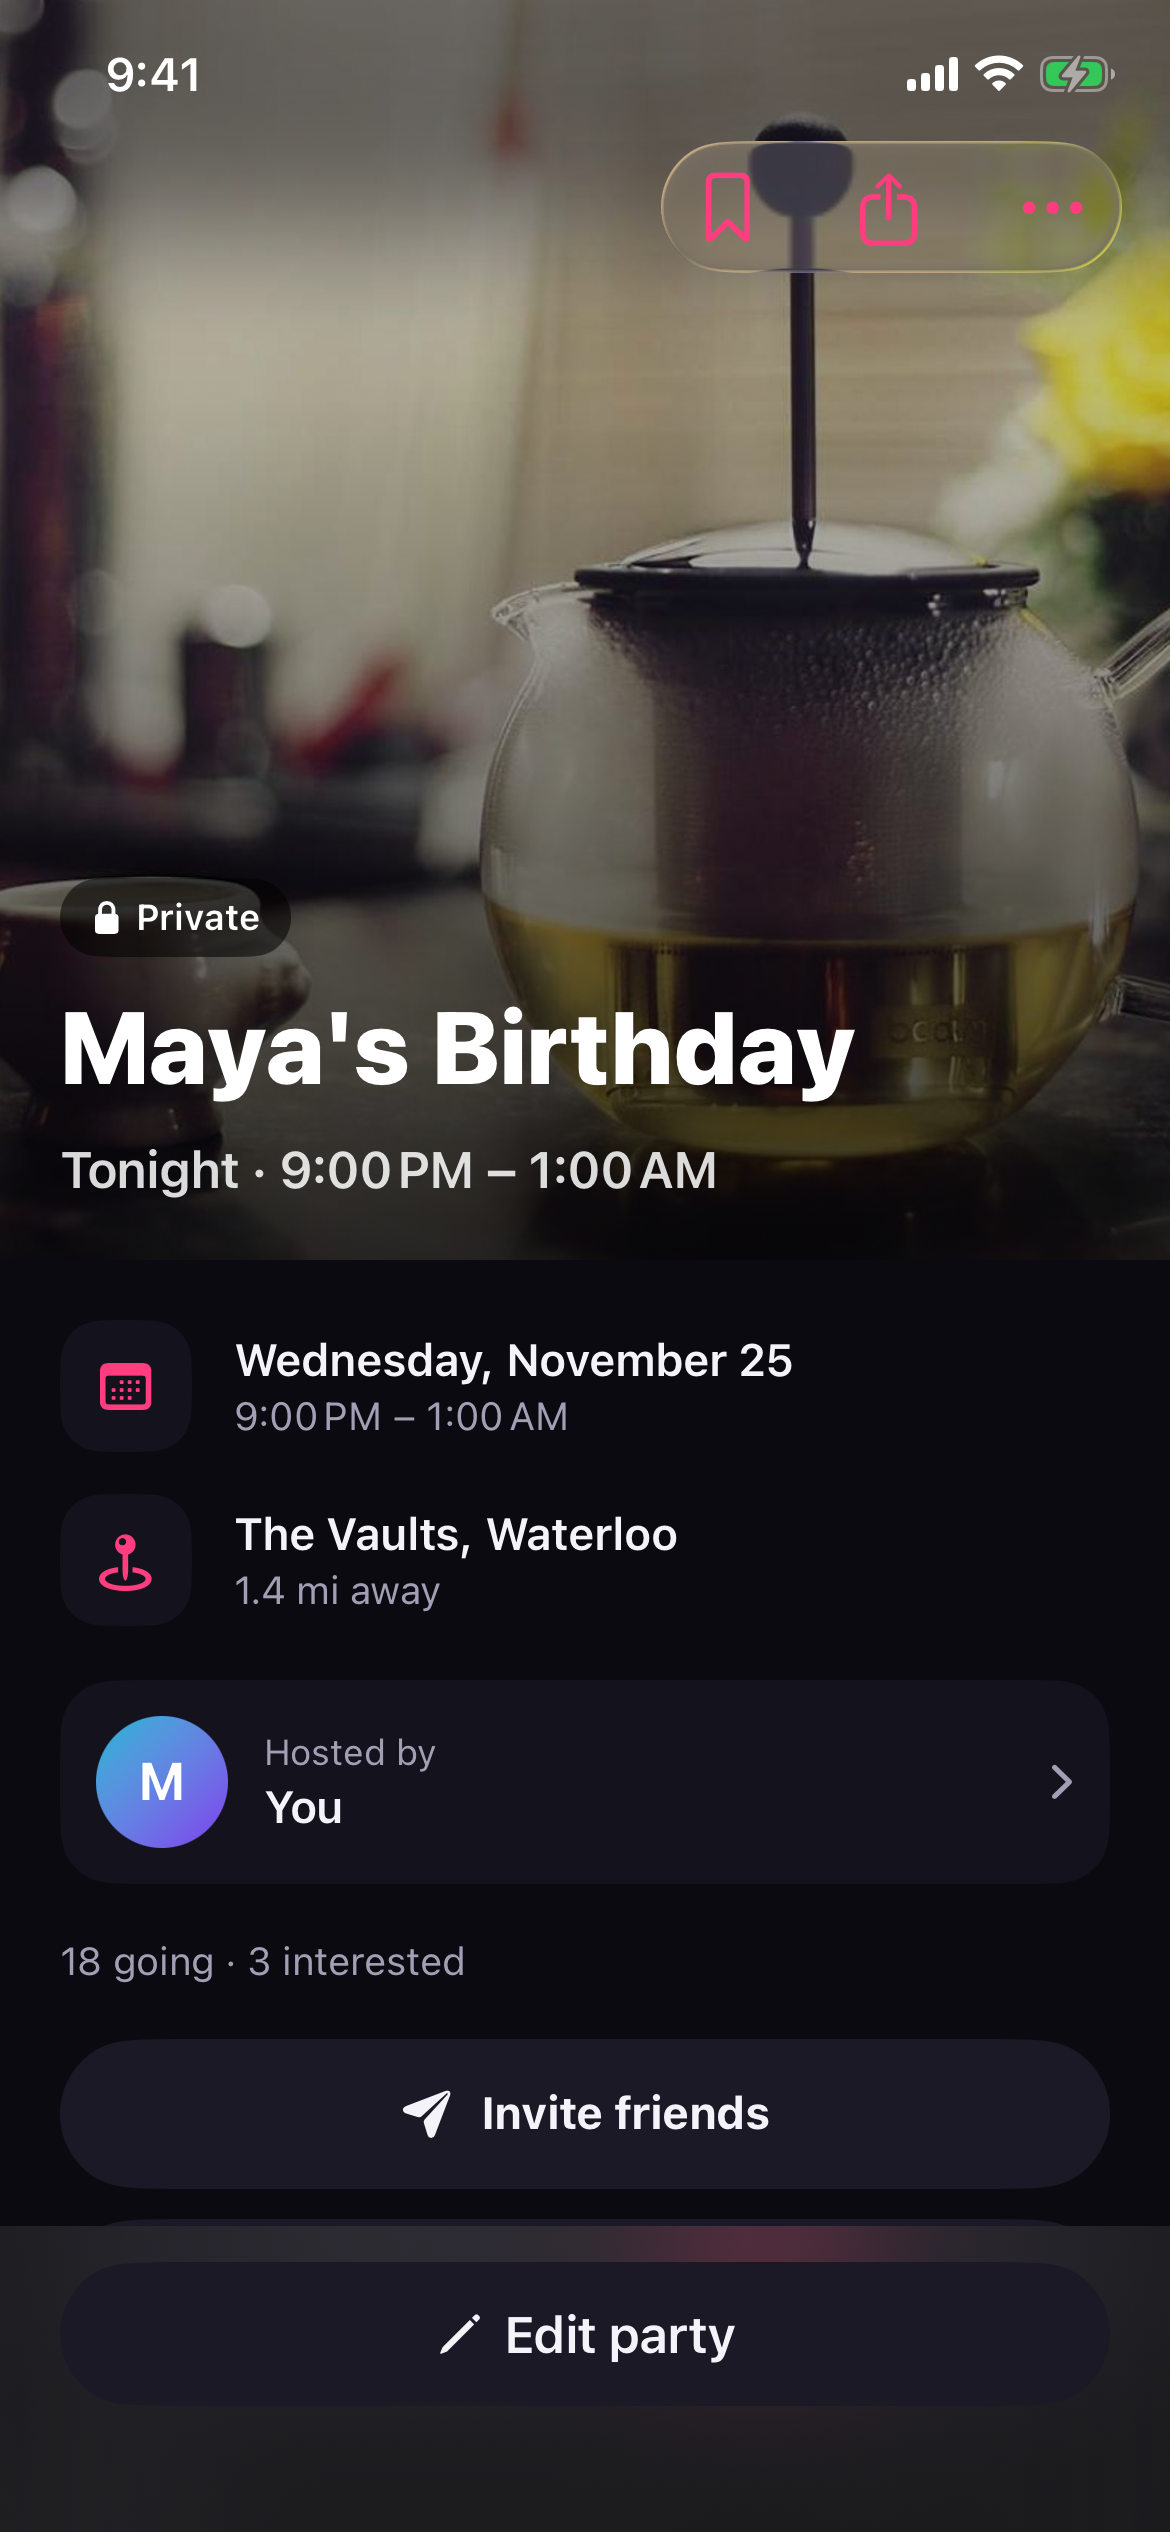 9:41
Private
Maya's Birthday
Tonight · 9:00 PM – 1:00 AM
Wednesday, November 25
9:00 PM – 1:00 AM
The Vaults, Waterloo
1.4 mi away
M
Hosted by
You
18 going · 3 interested
Invite friends
Edit party